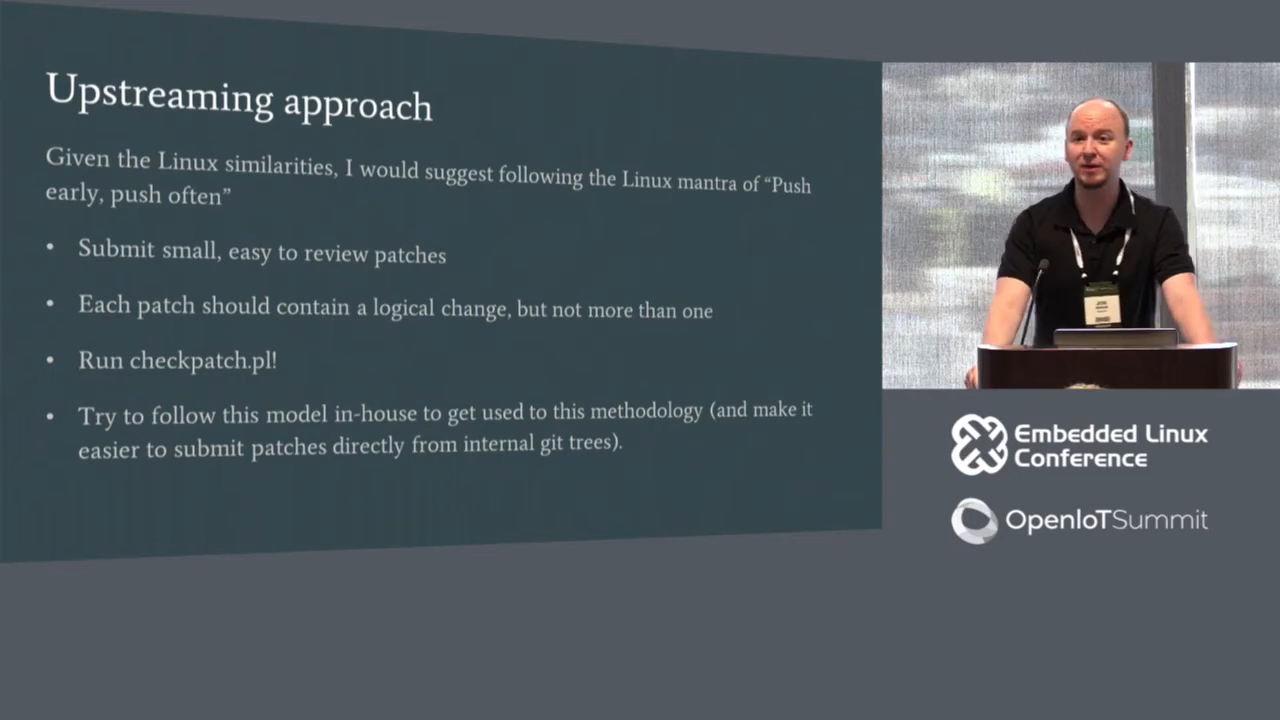 Upstreaming approach
Given the Linux similarities, I would suggest following the Linux mantra of “Push
early, push often”
• Submit small, easy to review patches
• Each patch should contain a logical change, but not more than one
• Run checkpatch.pl!
• Try to follow this model in-house to get used to this methodology (and make it
easier to submit patches directly from internal git trees).
JON
Embedded Linux
Conference
OpenIoTSummit